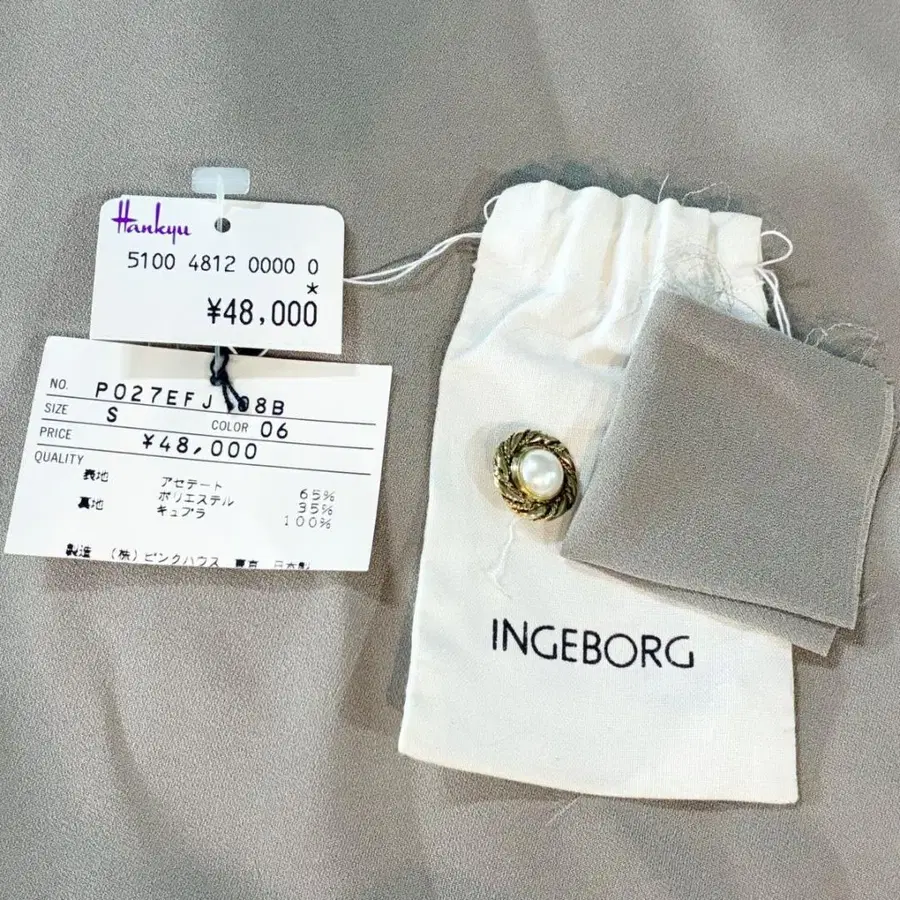 Hankyu
5100 4812 0000 0
*
¥48,000
NO. P027EFJ 08B
SIZE S COLOR 06
PRICE ¥48,000
QUALITY
表地 アセテート 65%
ポリエステル 35%
裏地 キュプラ 100%
製造 (株)ピンクハウス 東京 日本製
INGEBORG